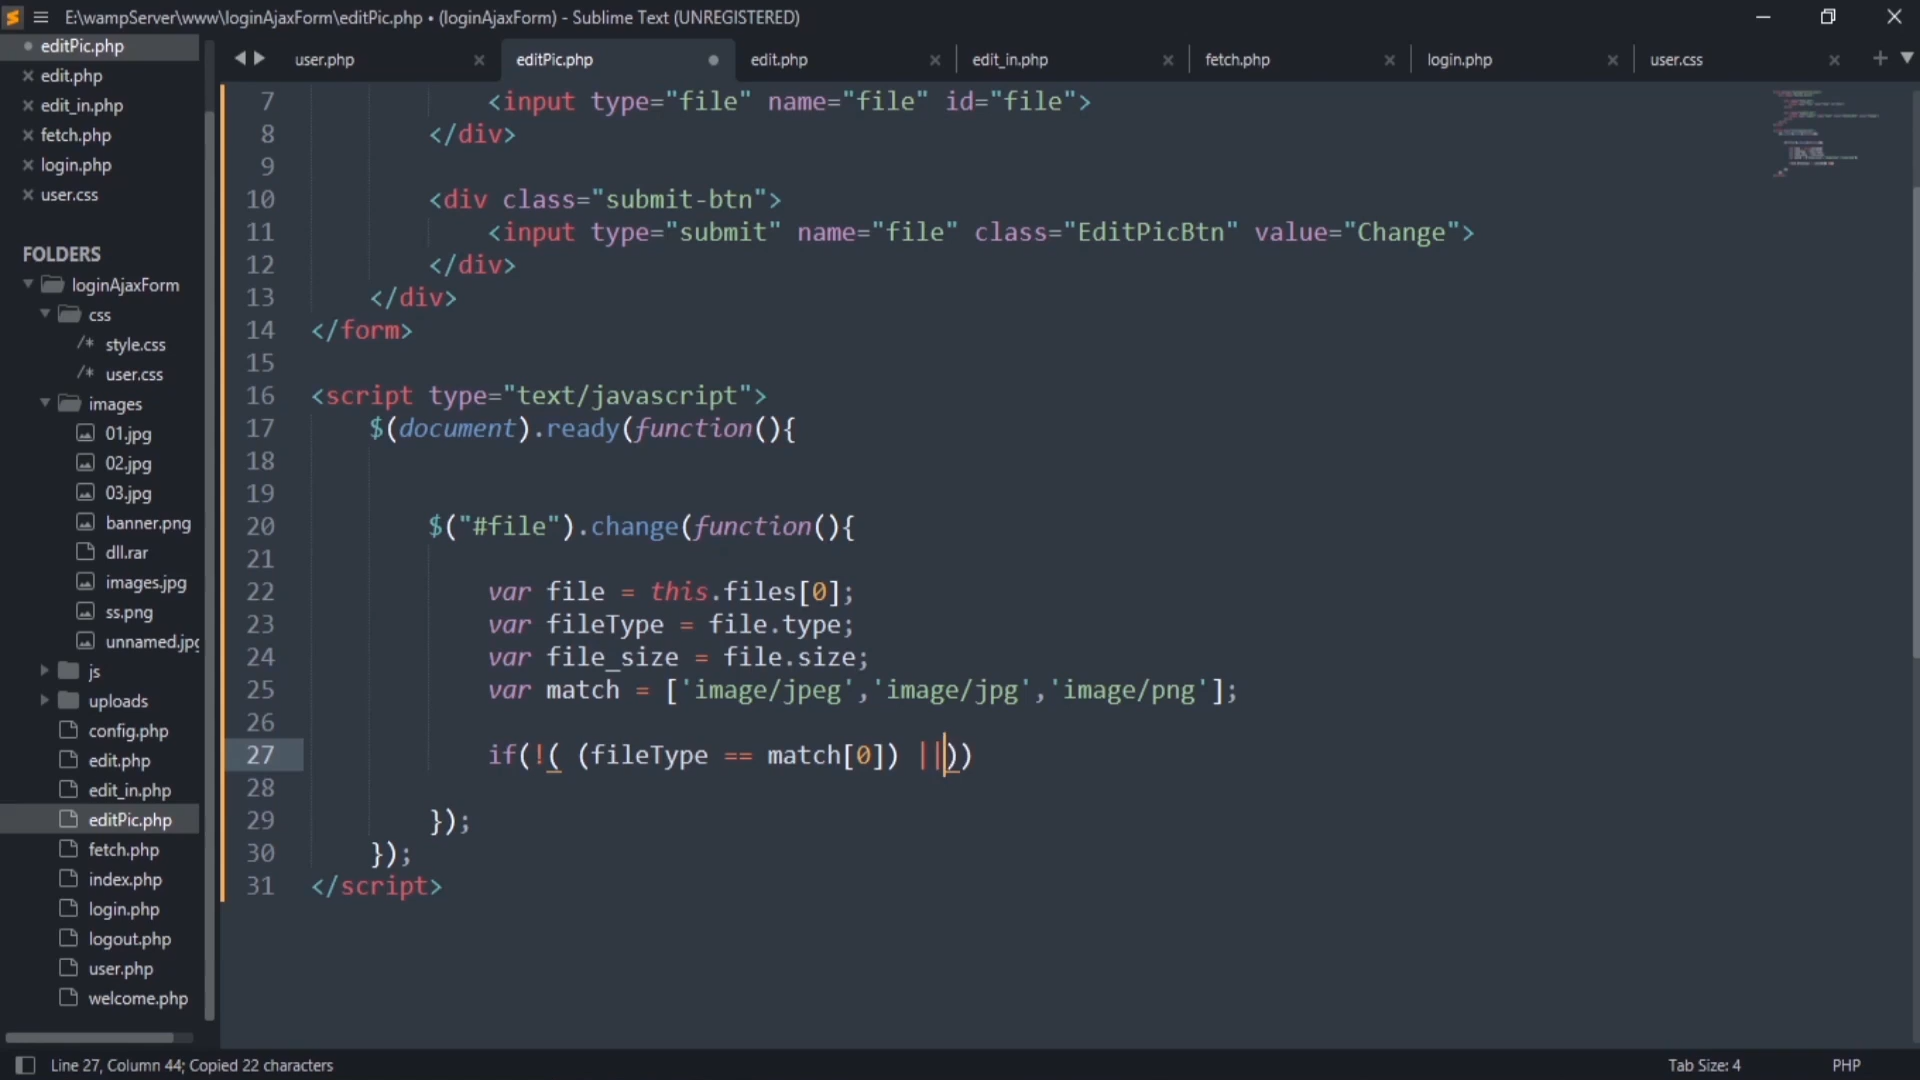 E:\wampServer\www\loginAjaxForm\editPic.php • (loginAjaxForm) - Sublime Text (UNREGISTERED)
editPic.php
edit.php
edit_in.php
fetch.php
login.php
user.css
FOLDERS
loginAjaxForm
css
style.css
user.css
images
01.jpg
02.jpg
03.jpg
banner.png
dll.rar
images.jpg
ss.png
unnamed.jpg
js
uploads
config.php
edit.php
edit_in.php
editPic.php
fetch.php
index.php
login.php
logout.php
user.php
welcome.php
user.php editPic.php edit.php edit_in.php fetch.php login.php user.css
7 <input type="file" name="file" id="file">
8 </div>
9
10 <div class="submit-btn">
11 <input type="submit" name="file" class="EditPicBtn" value="Change">
12 </div>
13 </div>
14 </form>
15
16 <script type="text/javascript">
17 $(document).ready(function(){
18
19
20 $("#file").change(function(){
21
22 var file = this.files[0];
23 var fileType = file.type;
24 var file_size = file.size;
25 var match = ['image/jpeg','image/jpg','image/png'];
26
27 if(!( (fileType == match[0]) ||))
28
29 });
30 });
31 </script>
Line 27, Column 44; Copied 22 characters
Tab Size: 4
PHP